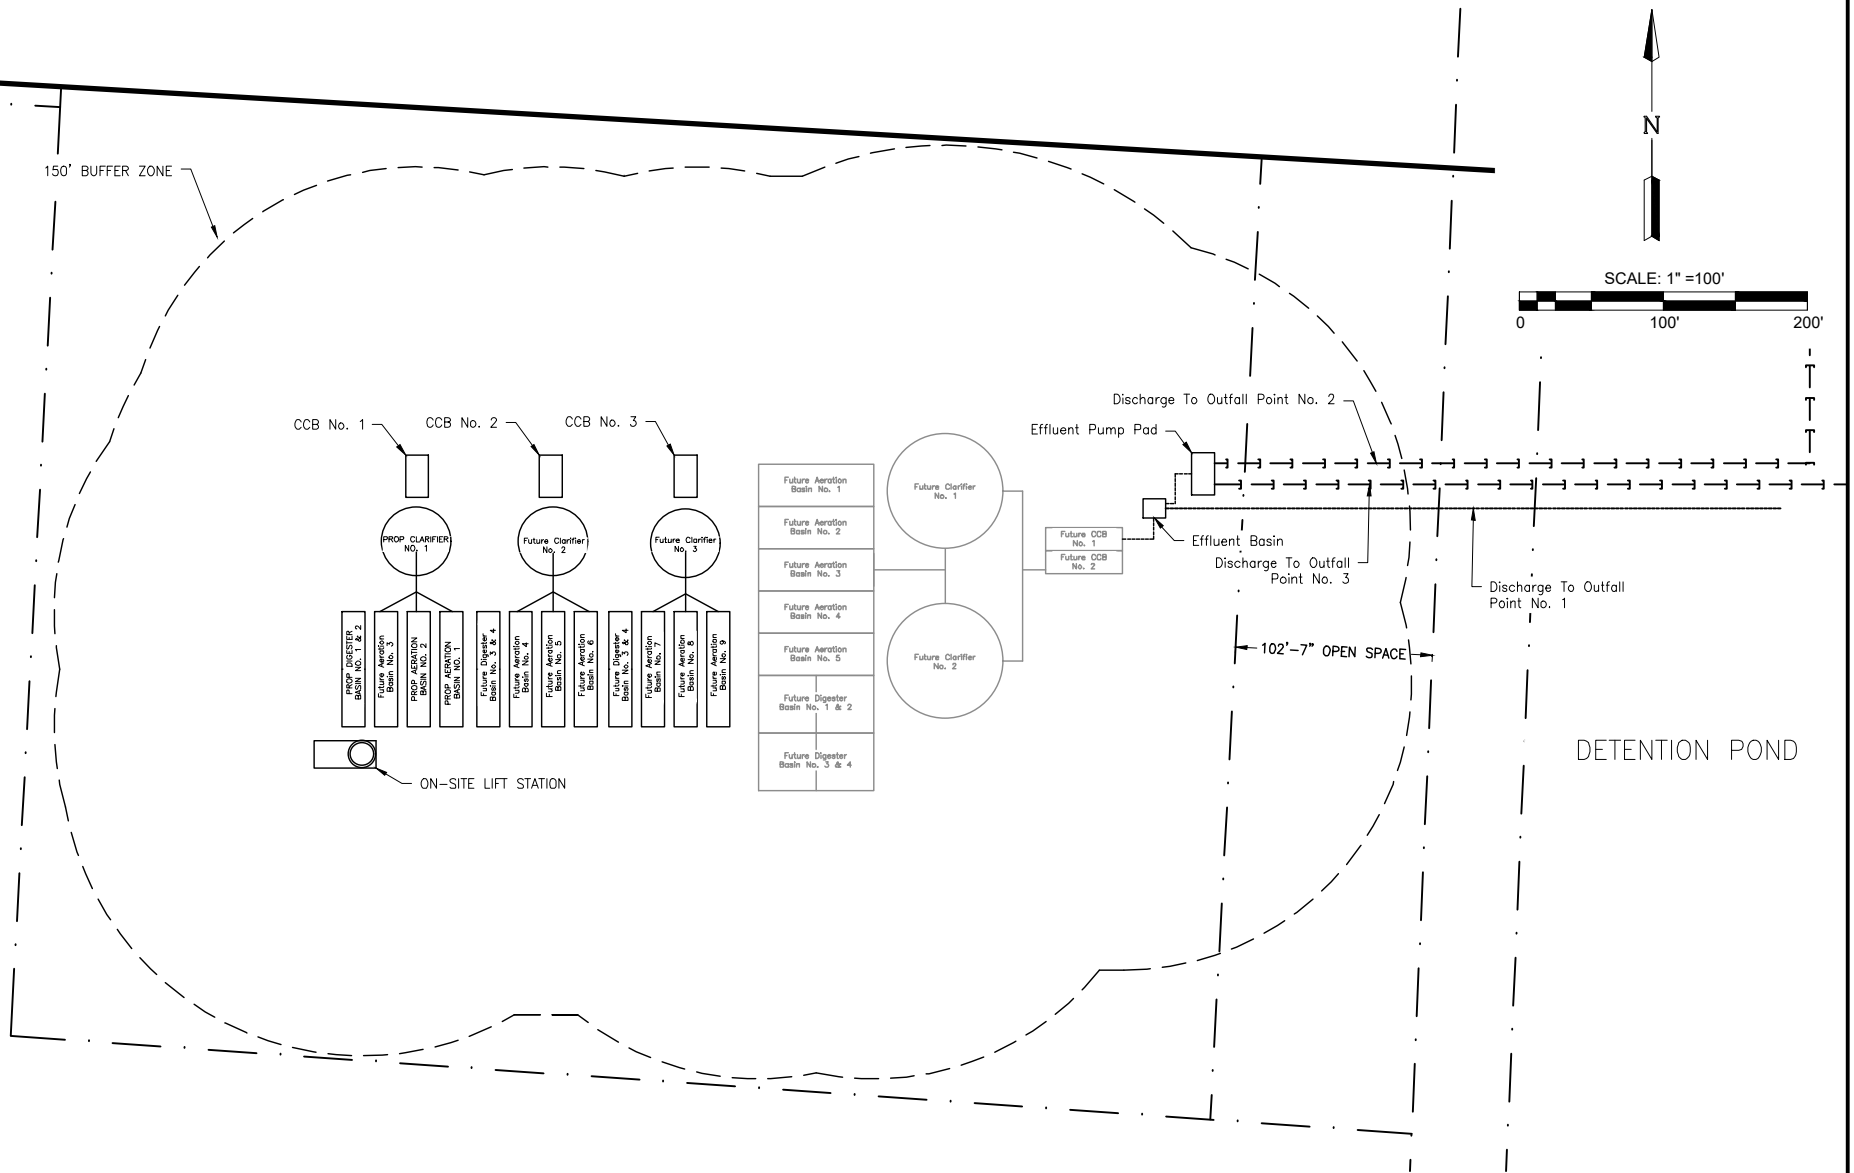 150' BUFFER ZONE
N
SCALE: 1" =100'
0
100'
200'
CCB No. 1
CCB No. 2
CCB No. 3
Discharge To Outfall Point No. 2
Effluent Pump Pad
Future Aeration
Basin No. 1
Future Aeration
Basin No. 2
Future Aeration
Basin No. 3
Future Aeration
Basin No. 4
Future Aeration
Basin No. 5
Future Digester
Basin No. 1 & 2
Future Digester
Basin No. 3 & 4
Future Clarifier
No. 1
Future Clarifier
No. 2
Future CCB
No. 1
Future CCB
No. 2
Effluent Basin
Discharge To Outfall
Point No. 3
Discharge To Outfall
Point No. 1
PROP CLARIFIER
NO. 1
Future Clarifier
No. 2
Future Clarifier
No. 3
PROP DIGESTER
BASIN NO. 1 & 2
Future Aeration
Basin No. 3
PROP AERATION
BASIN NO. 2
PROP AERATION
BASIN NO. 1
Future Digester
Basin No. 3 & 4
Future Aeration
Basin No. 4
Future Aeration
Basin No. 5
Future Aeration
Basin No. 6
Future Digester
Basin No. 3 & 4
Future Aeration
Basin No. 7
Future Aeration
Basin No. 8
Future Aeration
Basin No. 9
102'-7" OPEN SPACE
DETENTION POND
ON-SITE LIFT STATION